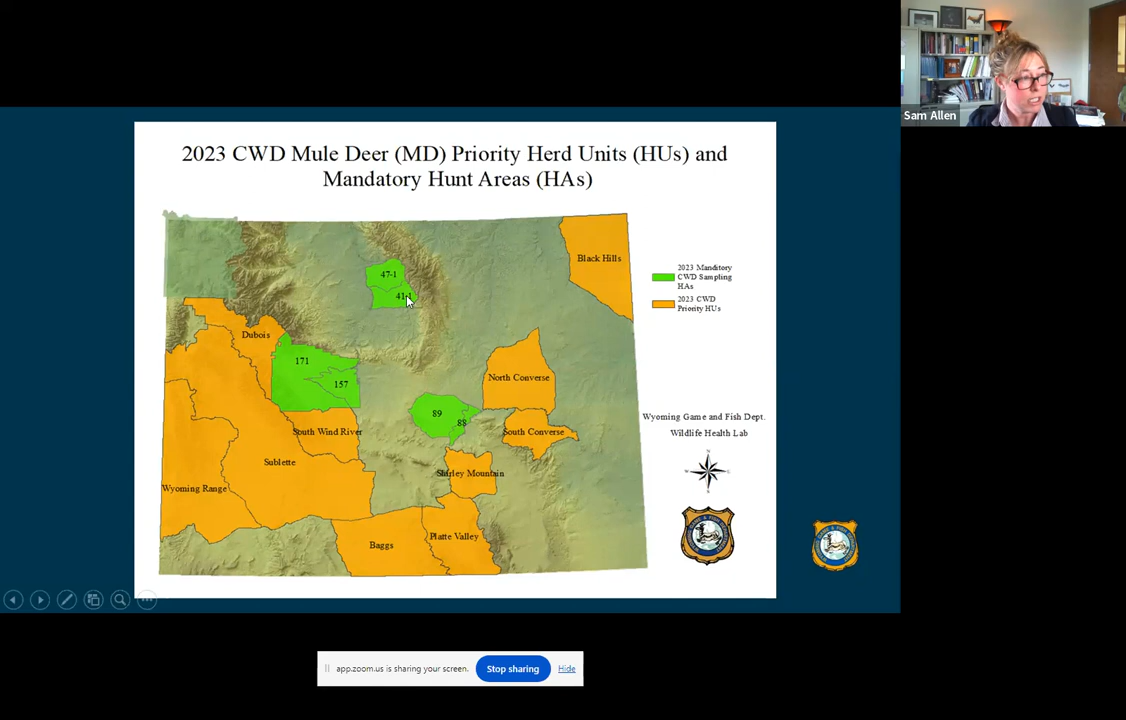 Sam Allen
2023 CWD Mule Deer (MD) Priority Herd Units (HUs) and
Mandatory Hunt Areas (HAs)
Black Hills
47-1
2023 Manditory
CWD Sampling
HAs
2023 CWD
Priority HUs
Dubois
171
157
North Converse
89
88
South Wind River
South Converse
Wyoming Game and Fish Dept.
Wildlife Health Lab
Sublette
Shirley Mountain
Wyoming Range
Platte Valley
Baggs
app.zoom.us is sharing your screen.
Stop sharing
Hide